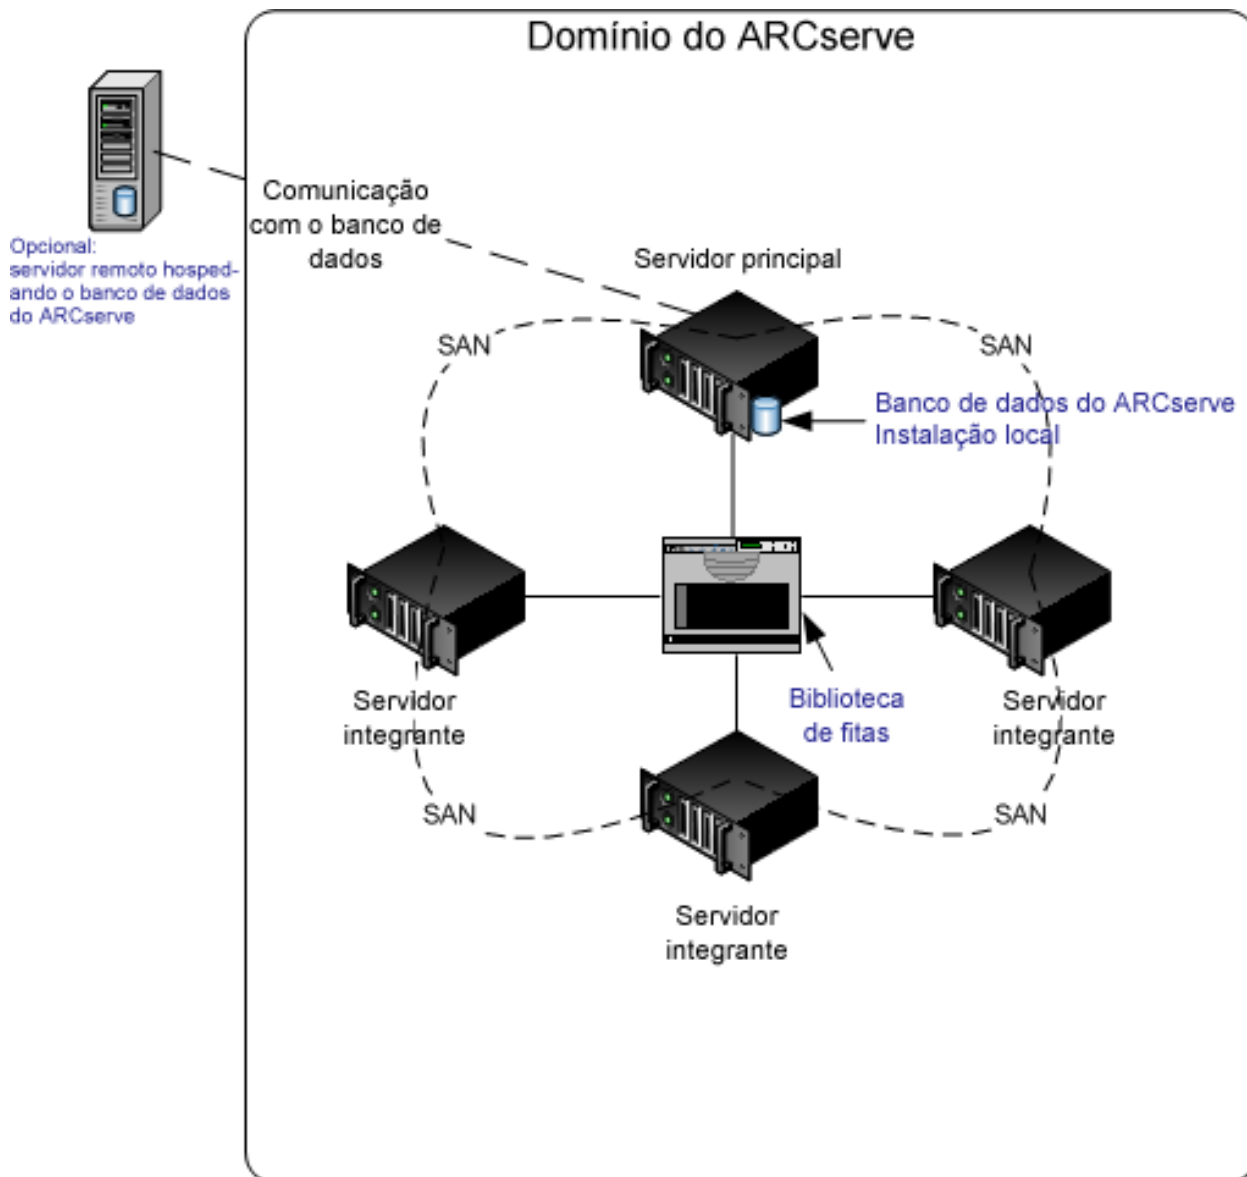 Domínio do ARCserve
Opcional:
servidor remoto hosped-
ando o banco de dados
do ARCserve
Comunicação
com o banco de
dados
Servidor principal
SAN
SAN
Banco de dados do ARCserve
Instalação local
Servidor
integrante
Biblioteca
de fitas
Servidor
integrante
SAN
SAN
Servidor
integrante